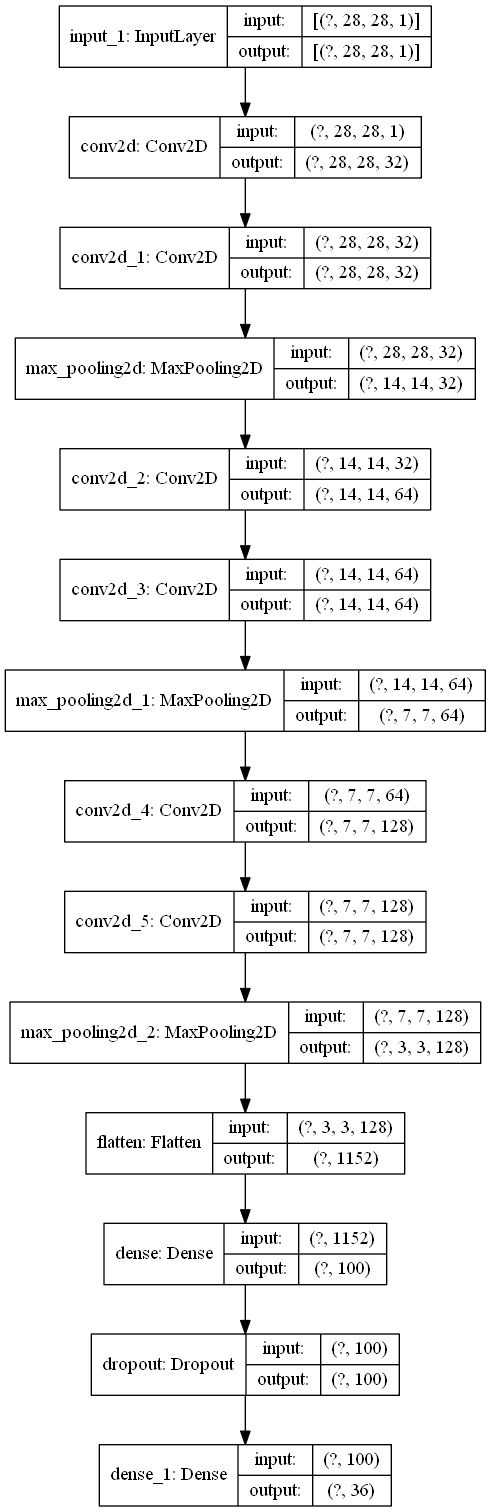 input_1: InputLayer
input:
[(?, 28, 28, 1)]
output:
[(?, 28, 28, 1)]
conv2d: Conv2D
input:
(?, 28, 28, 1)
output:
(?, 28, 28, 32)
conv2d_1: Conv2D
input:
(?, 28, 28, 32)
output:
(?, 28, 28, 32)
max_pooling2d: MaxPooling2D
input:
(?, 28, 28, 32)
output:
(?, 14, 14, 32)
conv2d_2: Conv2D
input:
(?, 14, 14, 32)
output:
(?, 14, 14, 64)
conv2d_3: Conv2D
input:
(?, 14, 14, 64)
output:
(?, 14, 14, 64)
max_pooling2d_1: MaxPooling2D
input:
(?, 14, 14, 64)
output:
(?, 7, 7, 64)
conv2d_4: Conv2D
input:
(?, 7, 7, 64)
output:
(?, 7, 7, 128)
conv2d_5: Conv2D
input:
(?, 7, 7, 128)
output:
(?, 7, 7, 128)
max_pooling2d_2: MaxPooling2D
input:
(?, 7, 7, 128)
output:
(?, 3, 3, 128)
flatten: Flatten
input:
(?, 3, 3, 128)
output:
(?, 1152)
dense: Dense
input:
(?, 1152)
output:
(?, 100)
dropout: Dropout
input:
(?, 100)
output:
(?, 100)
dense_1: Dense
input:
(?, 100)
output:
(?, 36)